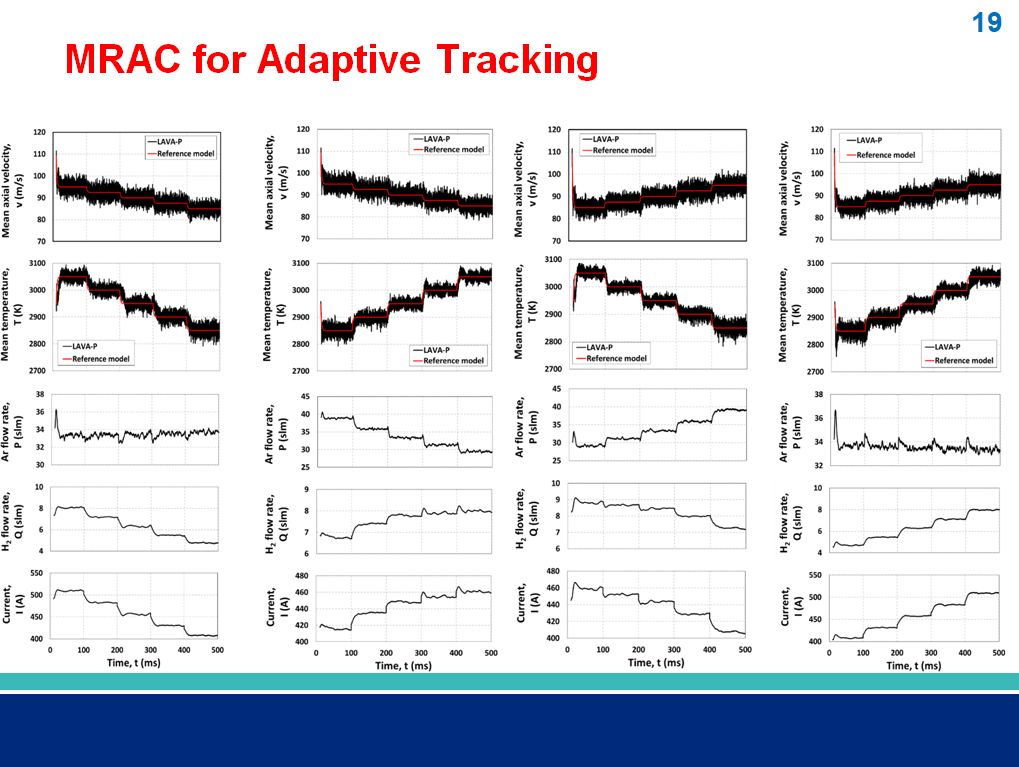 19
MRAC for Adaptive Tracking
Mean axial velocity,
v (m/s)
120
110
100
90
80
70
LAVA-P
Reference model
Mean axial velocity,
v (m/s)
120
110
100
90
80
70
LAVA-P
Reference model
Mean axial velocity,
v (m/s)
120
110
100
90
80
70
LAVA-P
Reference model
Mean axial velocity,
v (m/s)
120
110
100
90
80
70
LAVA-P
Reference model
Mean temperature,
T (K)
3100
3000
2900
2800
2700
LAVA-P
Reference model
Mean temperature,
T (K)
3100
3000
2900
2800
2700
LAVA-P
Reference model
Mean temperature,
T (K)
3100
3000
2900
2800
2700
LAVA-P
Reference model
Mean temperature,
T (K)
3100
3000
2900
2800
2700
LAVA-P
Reference model
Ar flow rate,
P (slm)
38
36
34
32
30
Ar flow rate,
P (slm)
45
40
35
30
25
Ar flow rate,
P (slm)
45
40
35
30
25
Ar flow rate,
P (slm)
38
36
34
32
H2 flow rate,
Q (slm)
10
8
6
4
H2 flow rate,
Q (slm)
9
8
7
6
H2 flow rate,
Q (slm)
10
9
8
7
6
H2 flow rate,
Q (slm)
10
8
6
4
Current,
I (A)
550
500
450
400
0 100 200 300 400 500
Time, t (ms)
Current,
I (A)
480
460
440
420
400
0 100 200 300 400 500
Time, t (ms)
Current,
I (A)
480
460
440
420
400
0 100 200 300 400 500
Time, t (ms)
Current,
I (A)
550
500
450
400
0 100 200 300 400 500
Time, t (ms)